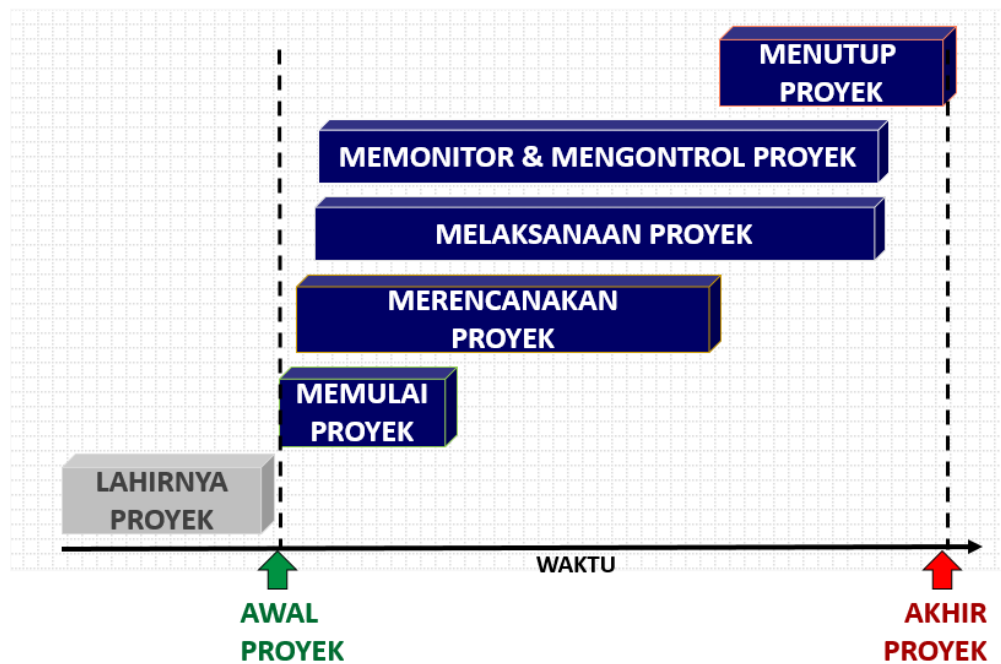 MENUTUP
PROYEK
MEMONITOR & MENGONTROL PROYEK
MELAKSANAAN PROYEK
MERENCANAKAN
PROYEK
MEMULAI
PROYEK
LAHIRNYA
PROYEK
WAKTU
AWAL
PROYEK
AKHIR
PROYEK